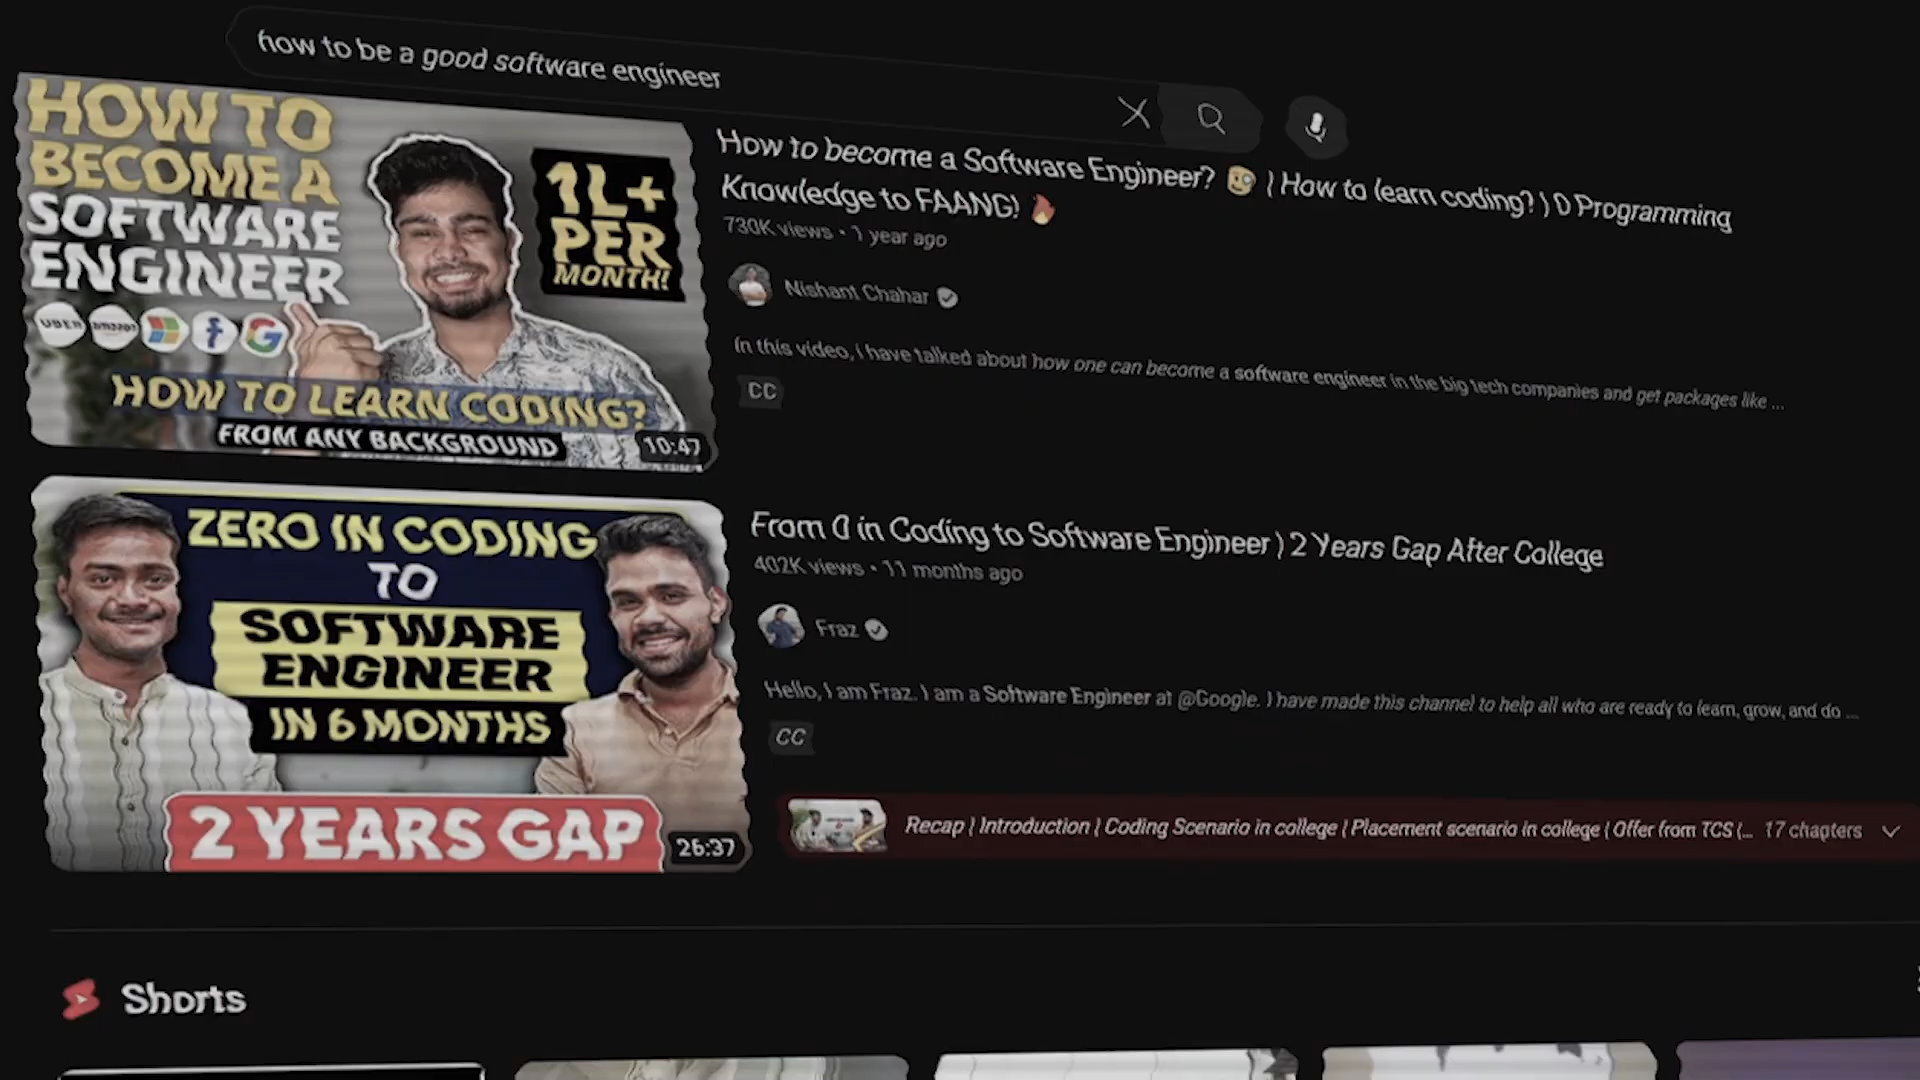 how to be a good software engineer
HOW TO
BECOME A
SOFTWARE
ENGINEER
1L+
PER
MONTH!
UBER
amazon
HOW TO LEARN CODING?
FROM ANY BACKGROUND
10:47
How to become a Software Engineer? 🧐 | How to learn coding? | 0 Programming
Knowledge to FAANG! 🔥
730K views • 1 year ago
Nishant Chahar
In this video, i have talked about how one can become a software engineer in the big tech companies and get packages like ...
CC
ZERO IN CODING
TO
SOFTWARE
ENGINEER
IN 6 MONTHS
2 YEARS GAP
26:37
From 0 in Coding to Software Engineer | 2 Years Gap After College
402K views • 11 months ago
Fraz
Hello, I am Fraz. I am a Software Engineer at @Google. I have made this channel to help all who are ready to learn, grow, and do ...
CC
Recap | Introduction | Coding Scenario in college | Placement scenario in college | Offer from TCS |... 17 chapters
Shorts